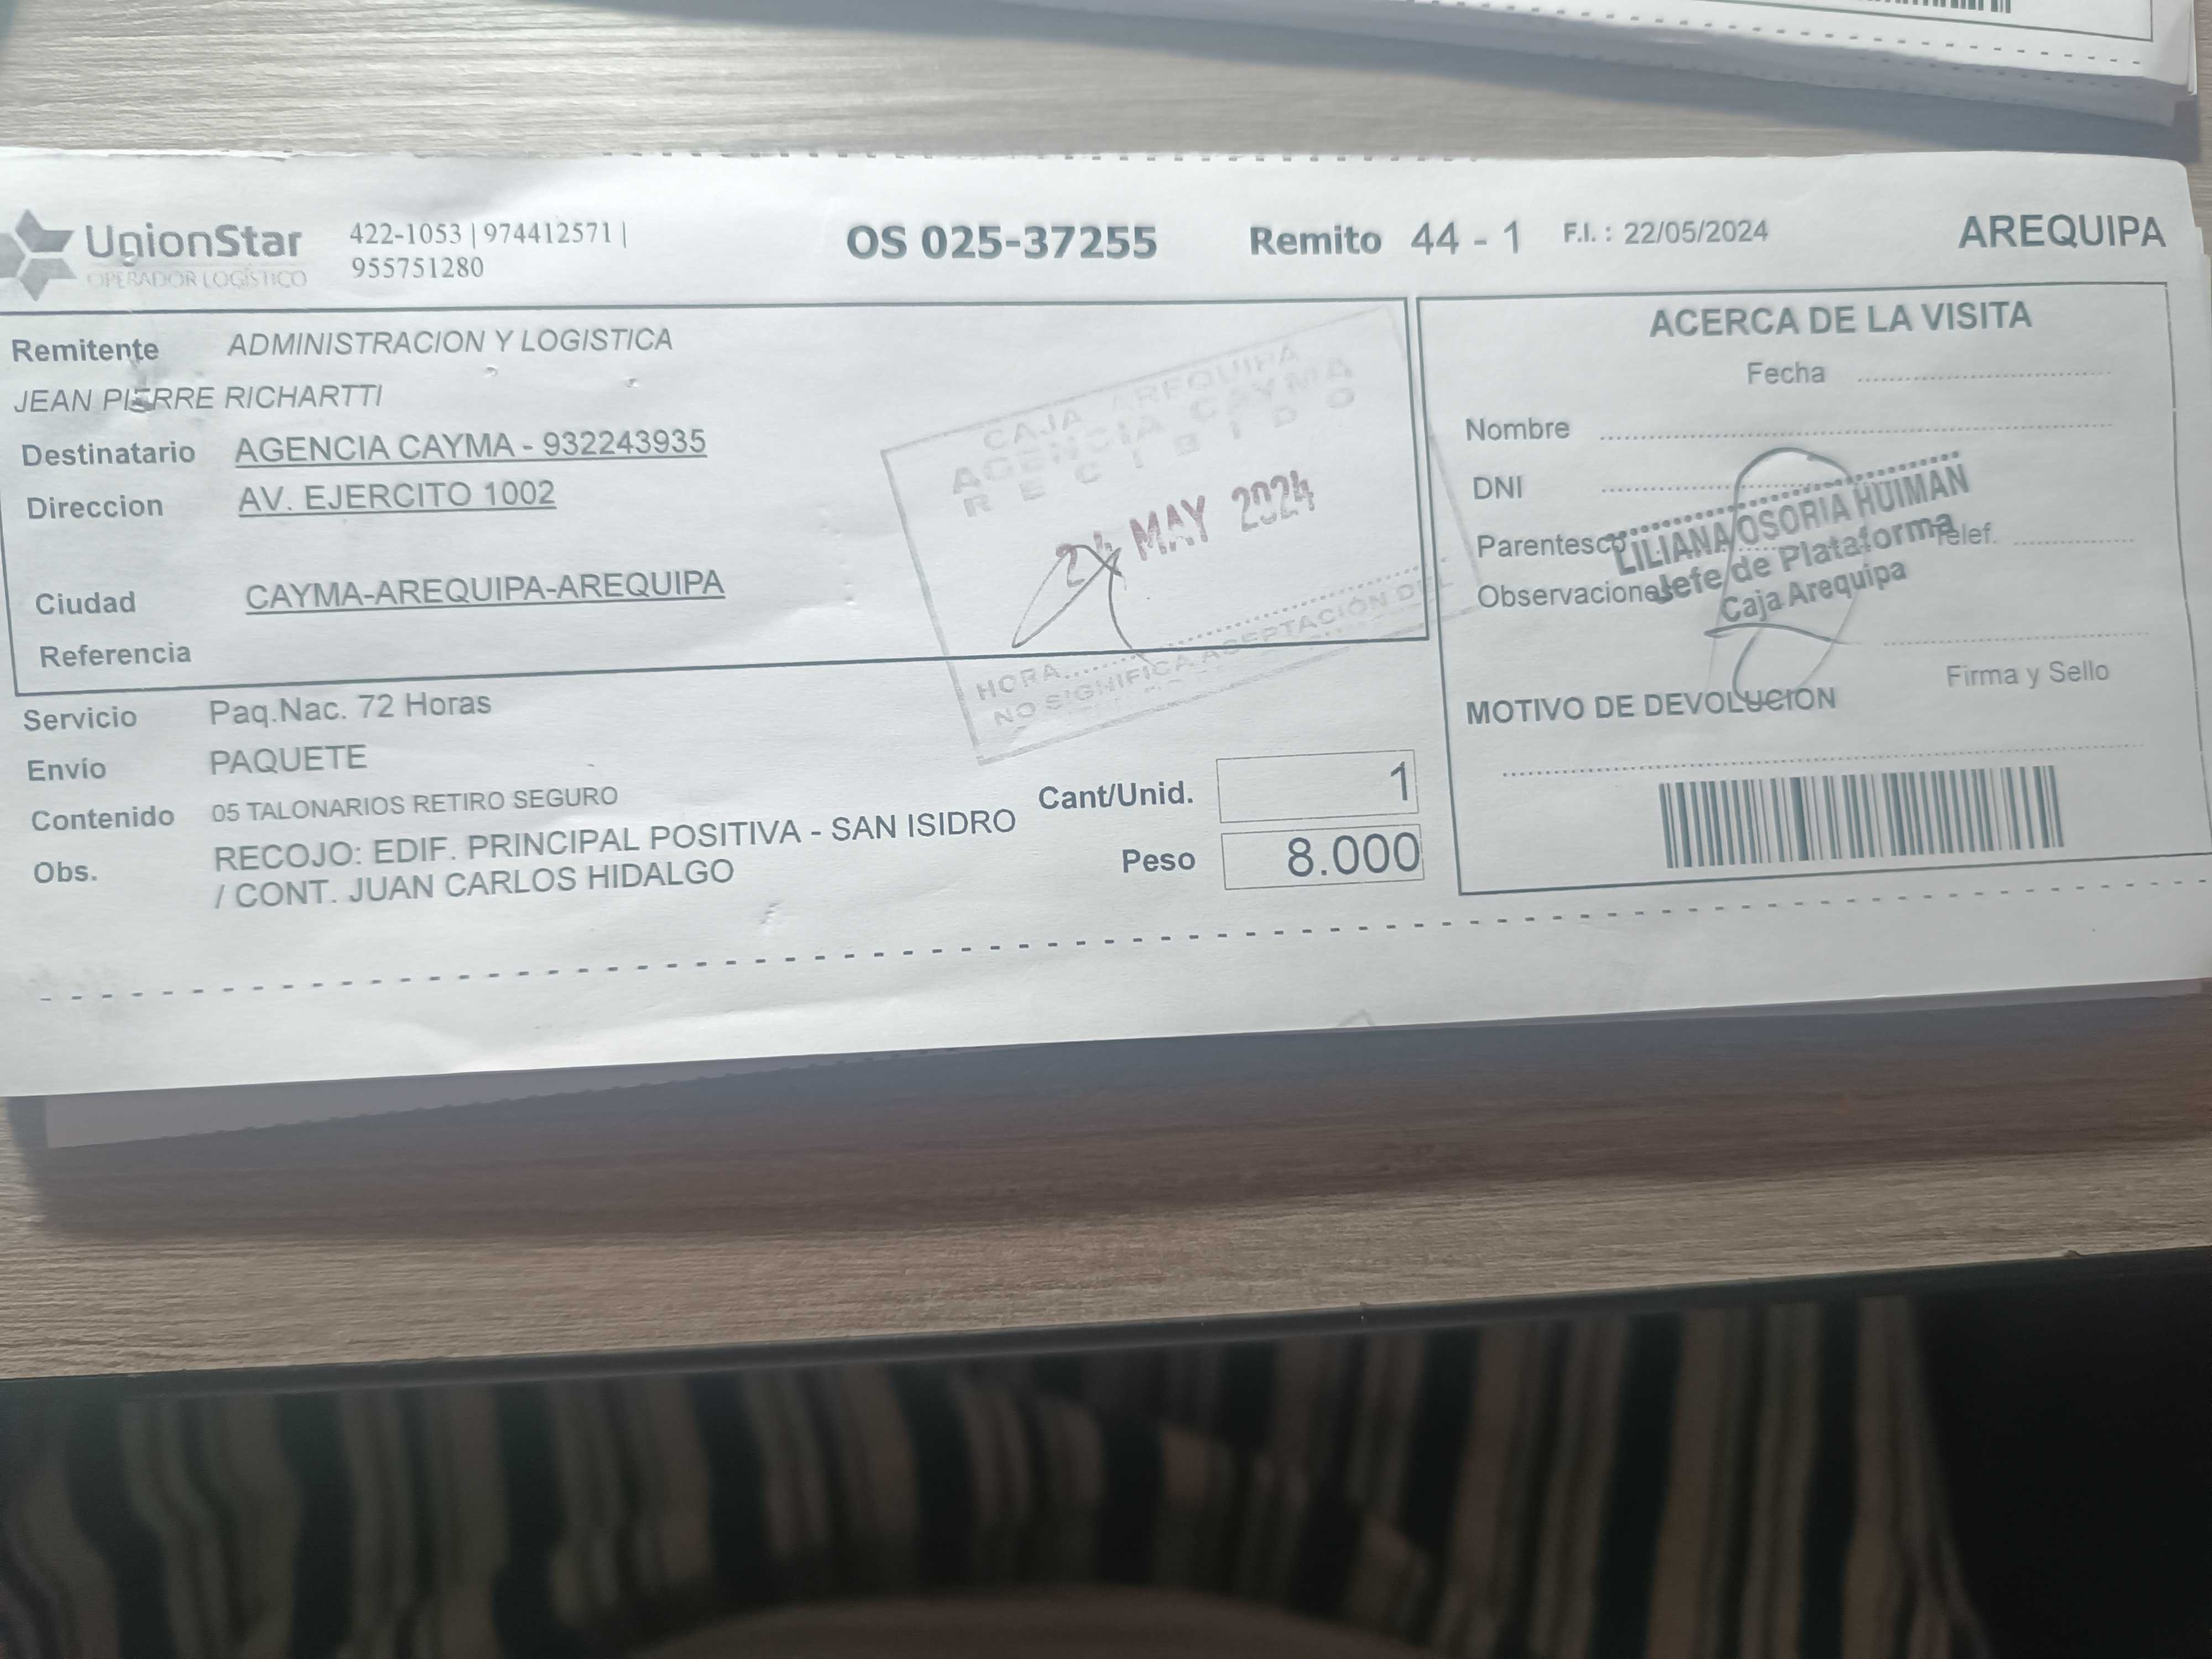 UnionStar
OPERADOR LOGÍSTICO
422-1053 | 974412571 |
955751280
OS 025-37255
Remito 44 - 1
F.I. : 22/05/2024
AREQUIPA
Remitente ADMINISTRACION Y LOGISTICA
JEAN PIERRE RICHARTTI
Destinatario AGENCIA CAYMA - 932243935
Direccion AV. EJERCITO 1002
Ciudad CAYMA-AREQUIPA-AREQUIPA
Referencia
CAJA AREQUIPA
AGENCIA CAYMA
RECIBIDO
24 MAY 2024
HORA
NO SIGNIFICA ACEPTACIÓN DEL
Servicio Paq.Nac. 72 Horas
Envío PAQUETE
Contenido 05 TALONARIOS RETIRO SEGURO
Obs. RECOJO: EDIF. PRINCIPAL POSITIVA - SAN ISIDRO
/ CONT. JUAN CARLOS HIDALGO
Cant/Unid. 1
Peso 8.000
ACERCA DE LA VISITA
Fecha
Nombre
DNI
Parentesco
Telef.
Observaciones
LILIANA OSORIA HUIMAN
Jefe de Plataforma
Caja Arequipa
Firma y Sello
MOTIVO DE DEVOLUCION